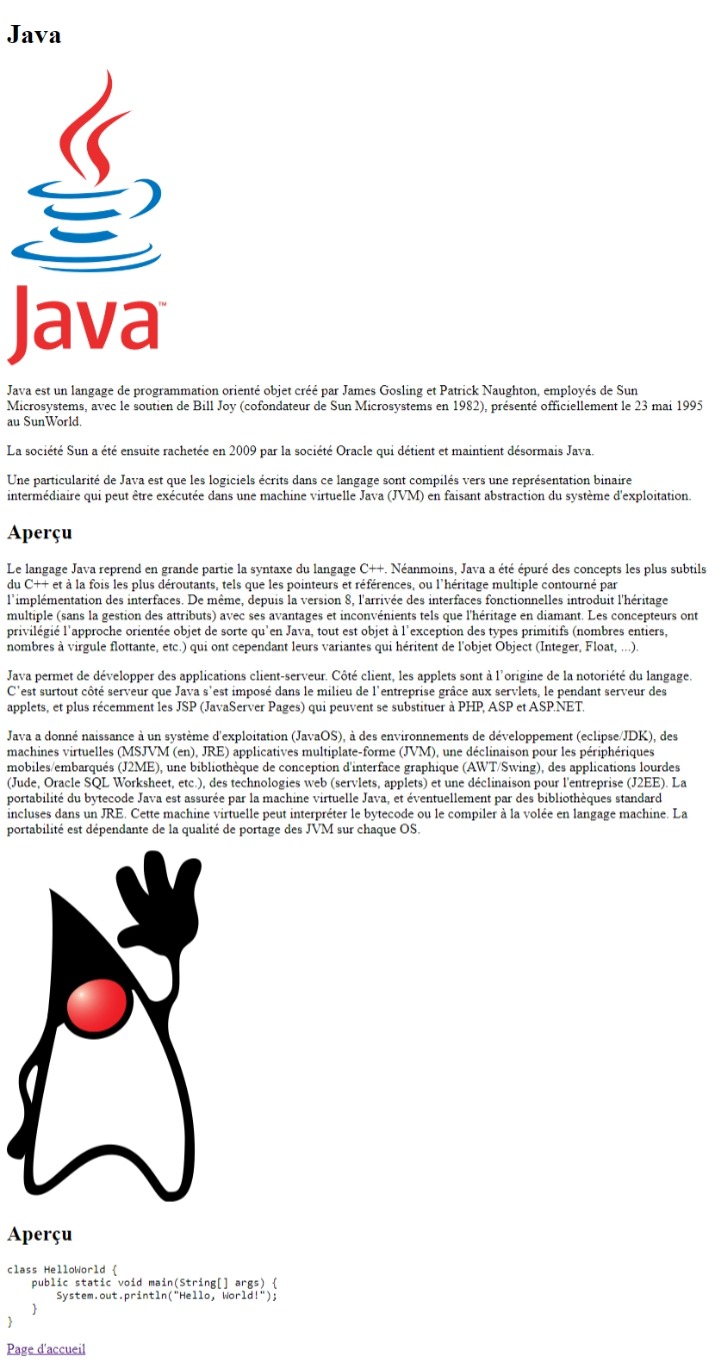 Java
Java™
Java est un langage de programmation orienté objet créé par James Gosling et Patrick Naughton, employés de Sun
Microsystems, avec le soutien de Bill Joy (cofondateur de Sun Microsystems en 1982), présenté officiellement le 23 mai 1995
au SunWorld.
La société Sun a été ensuite rachetée en 2009 par la société Oracle qui détient et maintient désormais Java.
Une particularité de Java est que les logiciels écrits dans ce langage sont compilés vers une représentation binaire
intermédiaire qui peut être exécutée dans une machine virtuelle Java (JVM) en faisant abstraction du système d'exploitation.
Aperçu
Le langage Java reprend en grande partie la syntaxe du langage C++. Néanmoins, Java a été épuré des concepts les plus subtils
du C++ et à la fois les plus déroutants, tels que les pointeurs et références, ou l’héritage multiple contourné par
l’implémentation des interfaces. De même, depuis la version 8, l'arrivée des interfaces fonctionnelles introduit l'héritage
multiple (sans la gestion des attributs) avec ses avantages et inconvénients tels que l'héritage en diamant. Les concepteurs ont
privilégié l’approche orientée objet de sorte qu’en Java, tout est objet à l’exception des types primitifs (nombres entiers,
nombres à virgule flottante, etc.) qui ont cependant leurs variantes qui héritent de l'objet Object (Integer, Float, ...).
Java permet de développer des applications client-serveur. Côté client, les applets sont à l’origine de la notoriété du langage.
C’est surtout côté serveur que Java s’est imposé dans le milieu de l’entreprise grâce aux servlets, le pendant serveur des
applets, et plus récemment les JSP (JavaServer Pages) qui peuvent se substituer à PHP, ASP et ASP.NET.
Java a donné naissance à un système d'exploitation (JavaOS), à des environnements de développement (eclipse/JDK), des
machines virtuelles (MSJVM (en), JRE) applicatives multiplate-forme (JVM), une déclinaison pour les périphériques
mobiles/embarqués (J2ME), une bibliothèque de conception d'interface graphique (AWT/Swing), des applications lourdes
(Jude, Oracle SQL Worksheet, etc.), des technologies web (servlets, applets) et une déclinaison pour l'entreprise (J2EE). La
portabilité du bytecode Java est assurée par la machine virtuelle Java, et éventuellement par des bibliothèques standard
incluses dans un JRE. Cette machine virtuelle peut interpréter le bytecode ou le compiler à la volée en langage machine. La
portabilité est dépendante de la qualité de portage des JVM sur chaque OS.
Aperçu
class HelloWorld {
    public static void main(String[] args) {
        System.out.println("Hello, World!");
    }
}
Page d'accueil